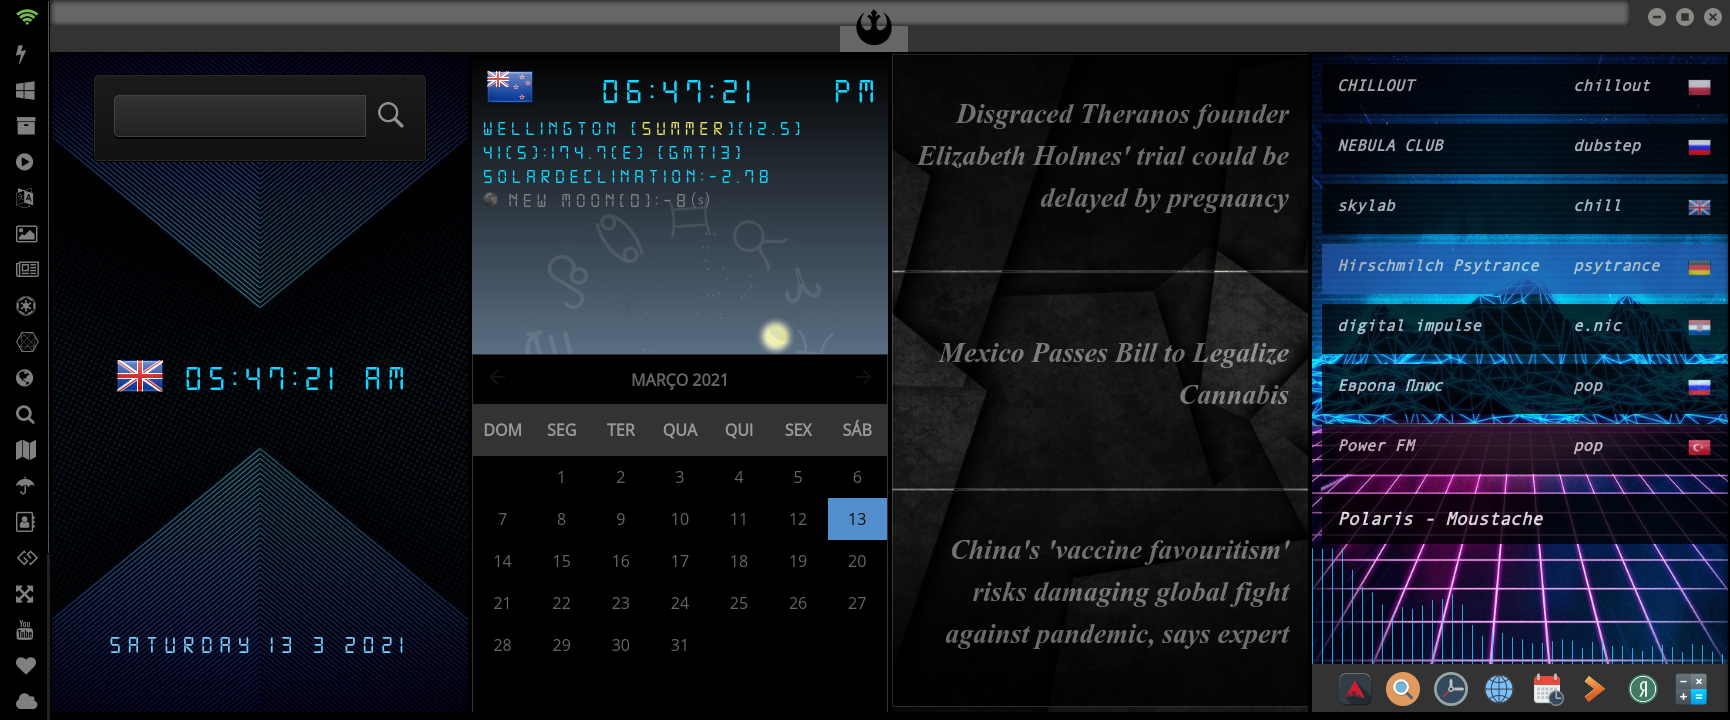 05:47:21 AM
SATURDAY 13 3 2021
06:47:21 PM
WELLINGTON [SUMMER][12.5]
41(S):174.7(E) [GMT13]
SOLARDECLINATION:-2.78
NEW MOON[0]:-8(s)
MARÇO 2021
DOM SEG TER QUA QUI SEX SÁB
1 2 3 4 5 6
7 8 9 10 11 12 13
14 15 16 17 18 19 20
21 22 23 24 25 26 27
28 29 30 31
Disgraced Theranos founder
Elizabeth Holmes' trial could be
delayed by pregnancy
Mexico Passes Bill to Legalize
Cannabis
China's 'vaccine favouritism'
risks damaging global fight
against pandemic, says expert
CHILLOUT chillout
NEBULA CLUB dubstep
skylab chill
Hirschmilch Psytrance psytrance
digital impulse e.nic
Европа Плюс pop
Power FM pop
Polaris - Moustache
You
Tube
Я